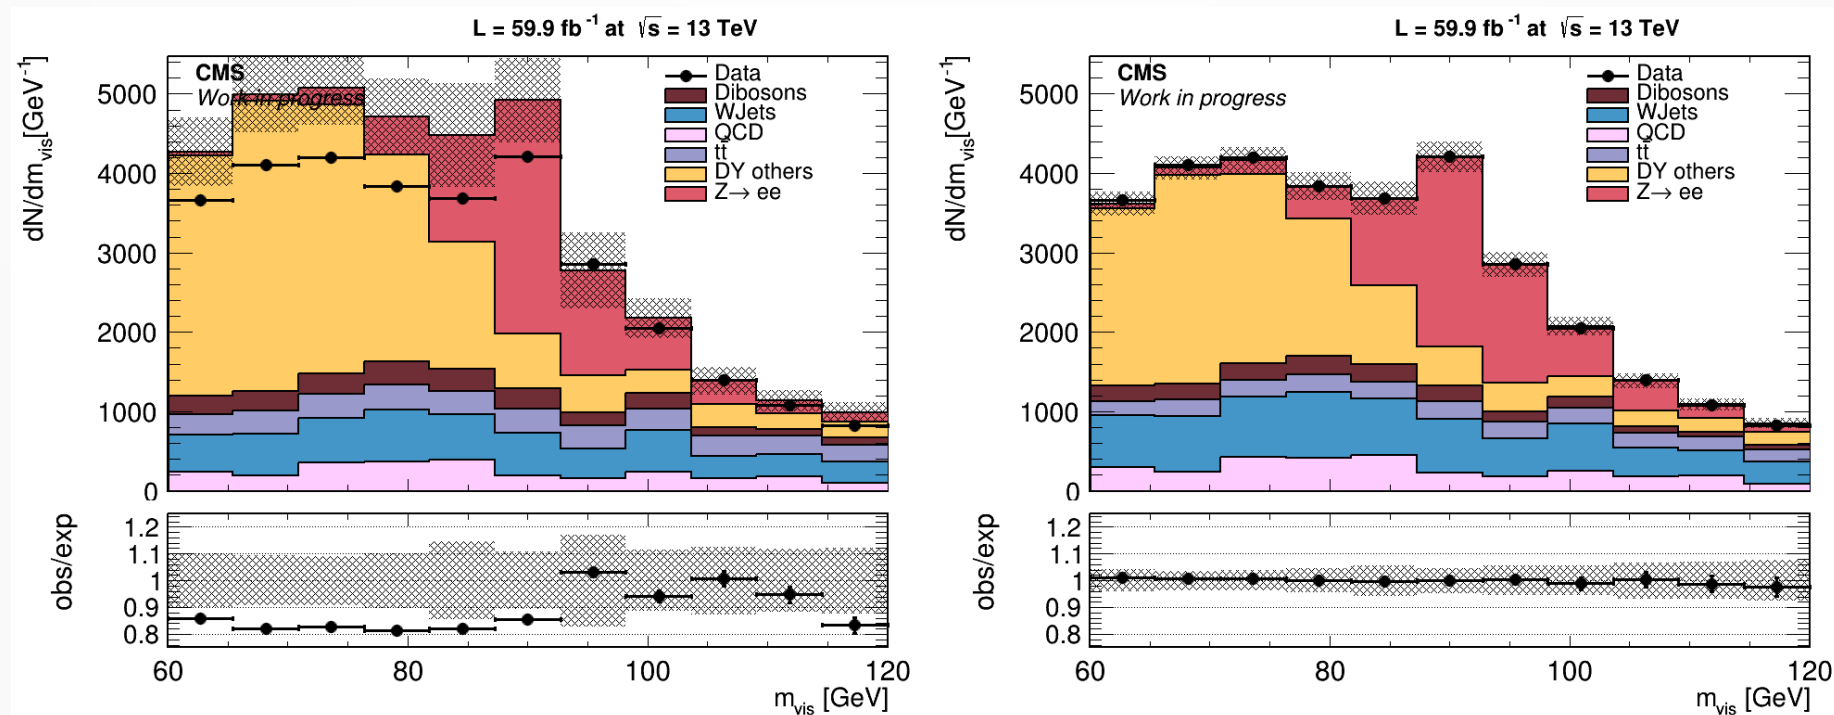 L = 59.9 fb⁻¹ at √s = 13 TeV
dN/dm_vis[GeV⁻¹]
CMS
Work in progress
Data
Dibosons
WJets
QCD
tt
DY others
Z→ ee
5000
4000
3000
2000
1000
0
obs/exp
1.2
1.1
1
0.9
0.8
60
80
100
120
m_vis [GeV]
L = 59.9 fb⁻¹ at √s = 13 TeV
dN/dm_vis[GeV⁻¹]
CMS
Work in progress
Data
Dibosons
WJets
QCD
tt
DY others
Z→ ee
5000
4000
3000
2000
1000
0
obs/exp
1.2
1.1
1
0.9
0.8
60
80
100
120
m_vis [GeV]